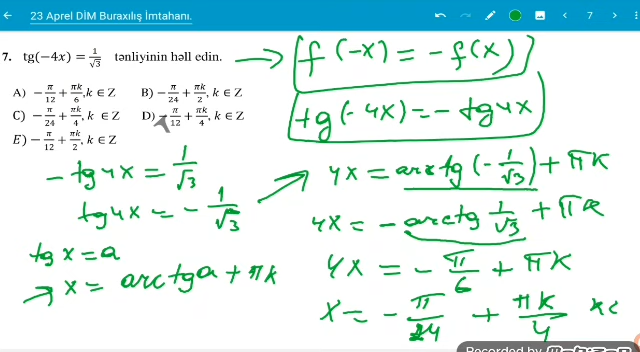 23 Aprel DİM Buraxılış İmtahanı.
7
7. tg(−4x) = 1/√3 tənliyinin həll edin.
A) −π/12 + πk/6, k ∈ Z B) −π/24 + πk/2, k ∈ Z
C) −π/24 + πk/4, k ∈ Z D) −π/12 + πk/4, k ∈ Z
E) −π/12 + πk/2, k ∈ Z
f(-x) = -f(x)
tg(-4x) = -tg4x
-tg4x = 1/√3
tg4x = - 1/√3
tgx = a
x = arctga + πk
4x = arctg(-1/√3) + πk
4x = -arctg 1/√3 + πk
4x = - π/6 + πk
x = - π/24 + πk/4
Recorded by